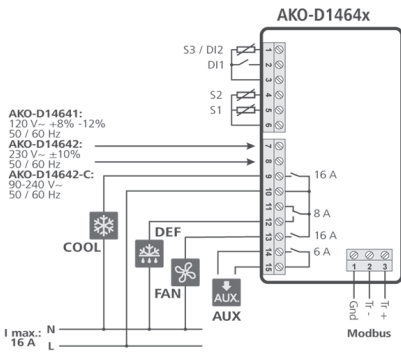 AKO-D1464x
S3 / DI2
DI1
S2
S1
1
2
3
4
5
6
7
8
9
10
11
12
13
14
15
AKO-D14641:
120 V~ +8% -12%
50 / 60 Hz
AKO-D14642:
230 V~ ±10%
50 / 60 Hz
AKO-D14642-C:
90-240 V~
50 / 60 Hz
16 A
8 A
16 A
6 A
COOL
DEF
FAN
AUX.
AUX
1 2 3
Gnd
Tr -
Tr +
Modbus
I max.:
16 A
N
L